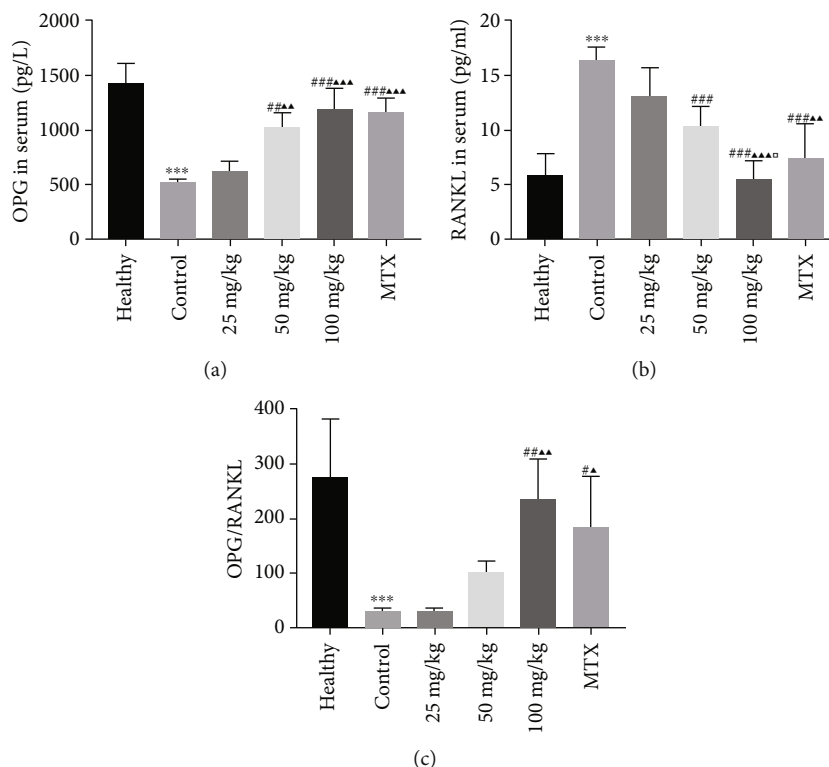 OPG in serum (pg/L)
2000
1500
1000
500
0
***
##▲▲
###▲▲▲
###▲▲▲
Healthy
Control
25 mg/kg
50 mg/kg
100 mg/kg
MTX
(a)
RANKL in serum (pg/ml)
20
15
10
5
0
***
###
###▲▲▲□
###▲▲
Healthy
Control
25 mg/kg
50 mg/kg
100 mg/kg
MTX
(b)
OPG/RANKL
400
300
200
100
0
***
##▲▲
#▲
Healthy
Control
25 mg/kg
50 mg/kg
100 mg/kg
MTX
(c)